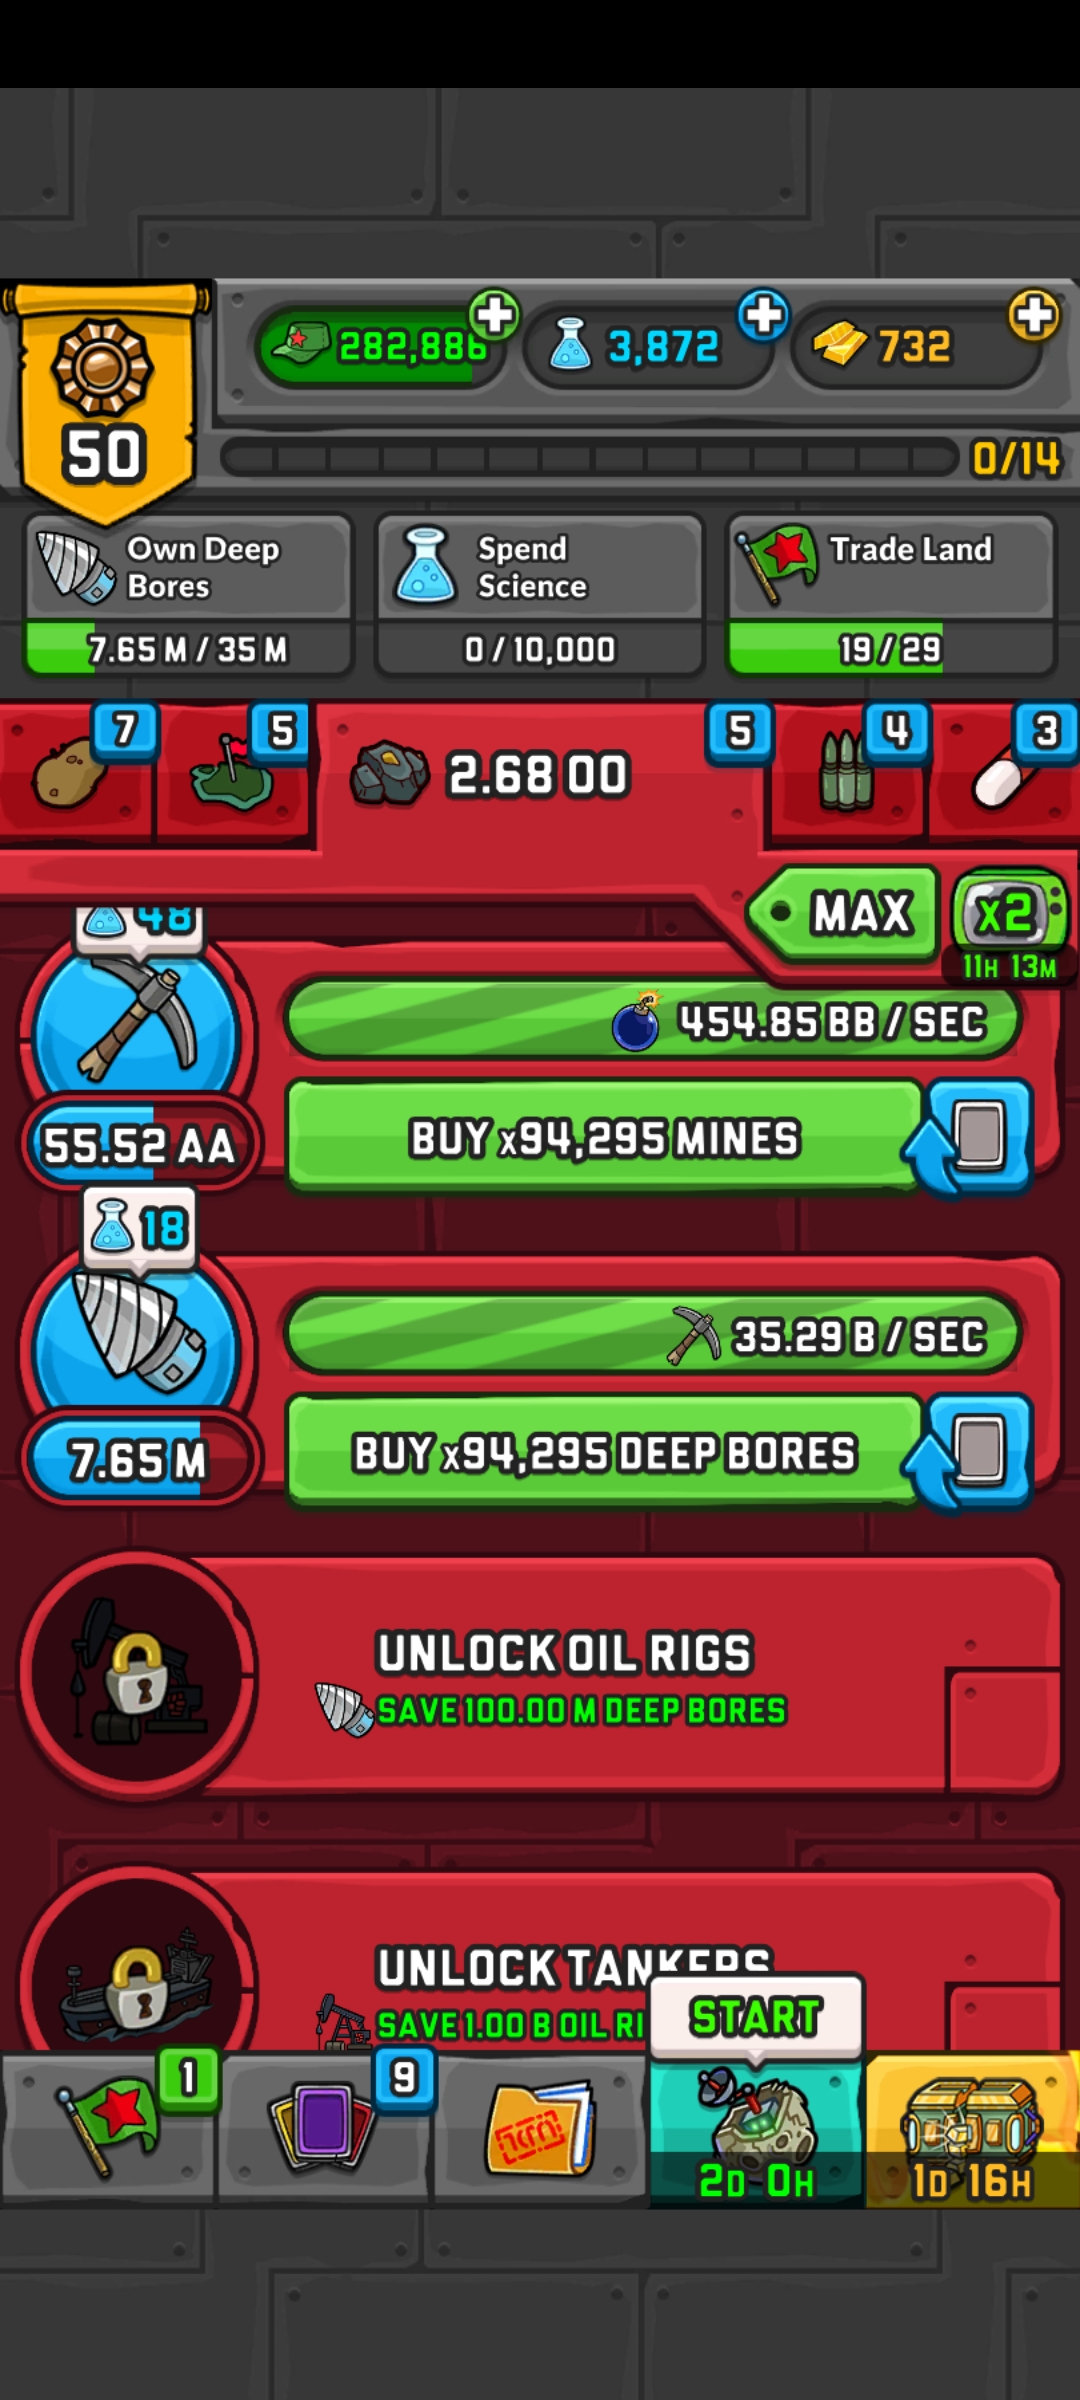 282,886
3,872
732
50
0/14
Own Deep Bores
7.65 M / 35 M
Spend Science
0 / 10,000
Trade Land
19 / 29
7
5
2.68 OO
5
4
3
MAX
x2
11H 13M
48
454.85 BB / SEC
55.52 AA
BUY x94,295 MINES
18
35.29 B / SEC
7.65 M
BUY x94,295 DEEP BORES
UNLOCK OIL RIGS
SAVE 100.00 M DEEP BORES
UNLOCK TANKERS
SAVE 1.00 B OIL RI
START
1
9
2D 0H
1D 16H